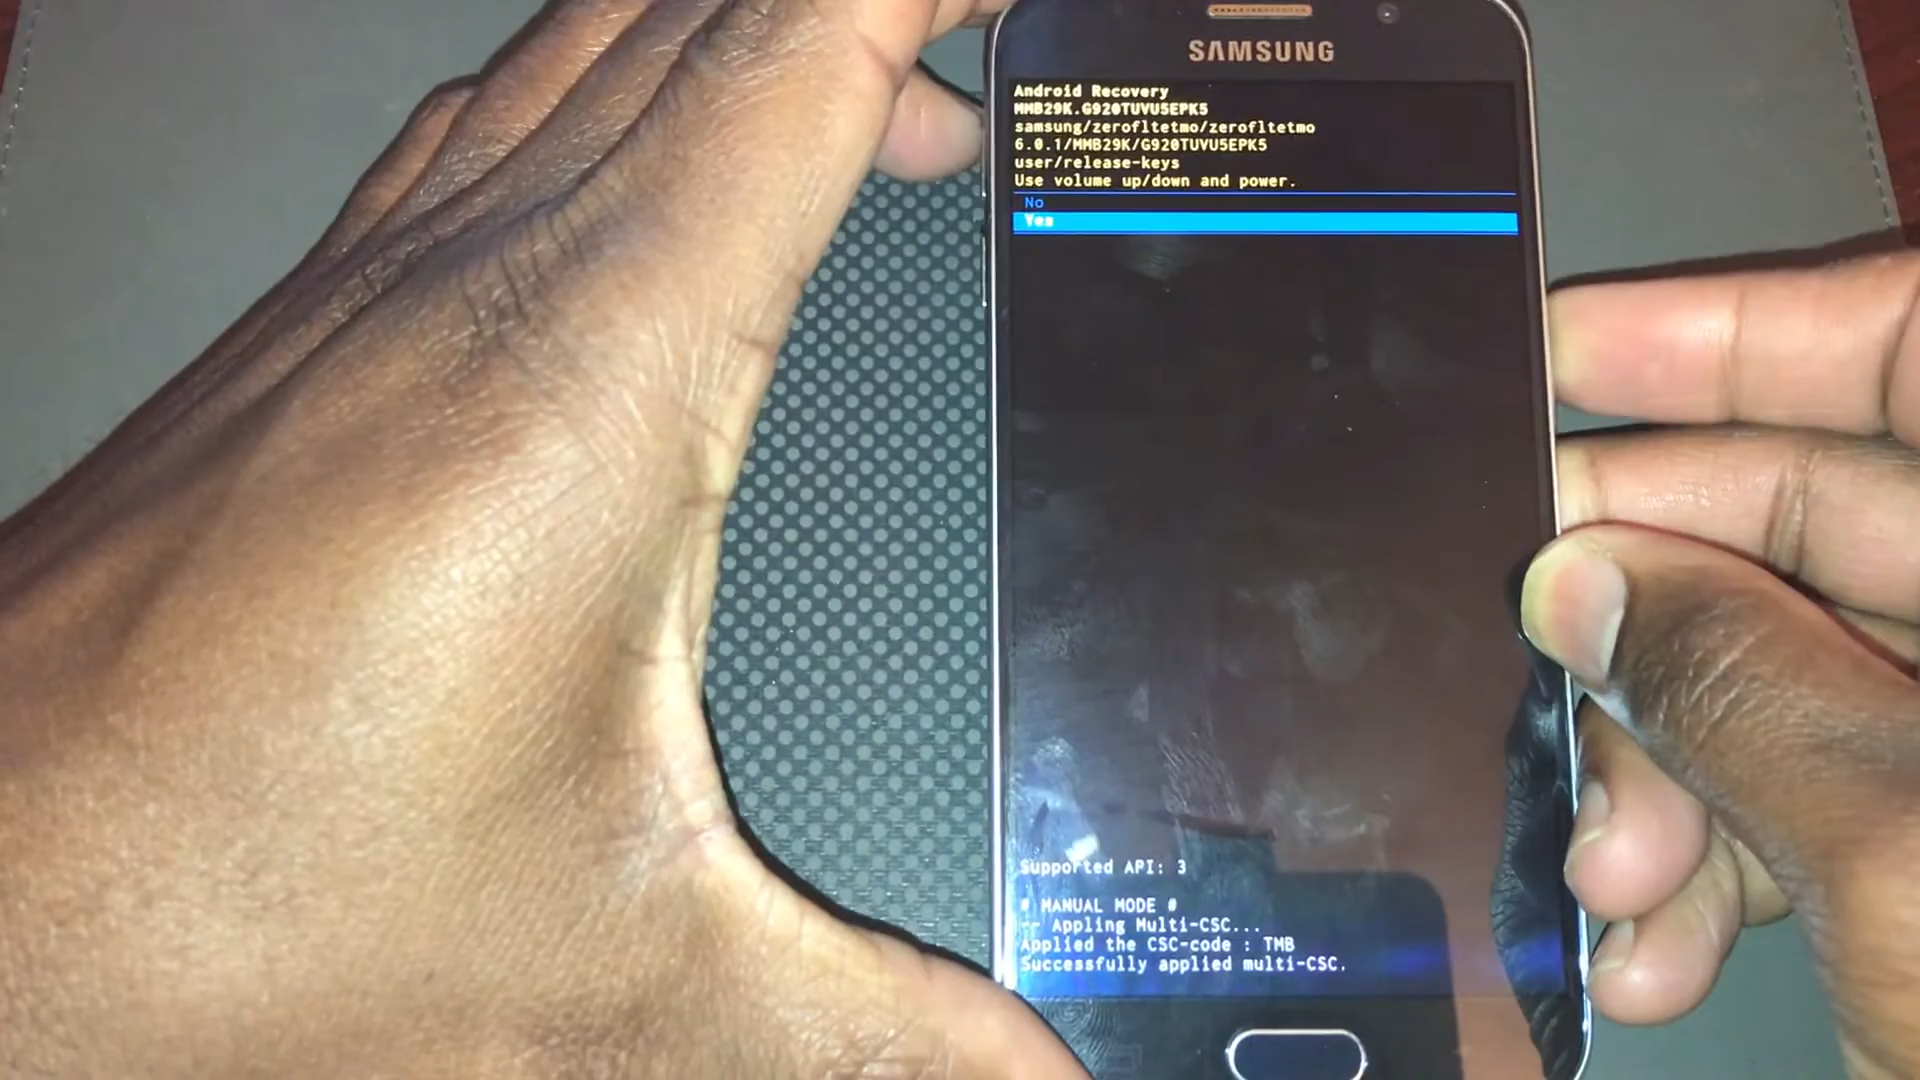 SAMSUNG
Android Recovery
MMB29K.G920TUVU5EPK5
samsung/zerofltetmo/zerofltetmo
6.0.1/MMB29K/G920TUVU5EPK5
user/release-keys
Use volume up/down and power.
No
Yes
Supported API: 3
# MANUAL MODE #
-- Appling Multi-CSC...
Applied the CSC-code : TMB
Successfully applied multi-CSC.